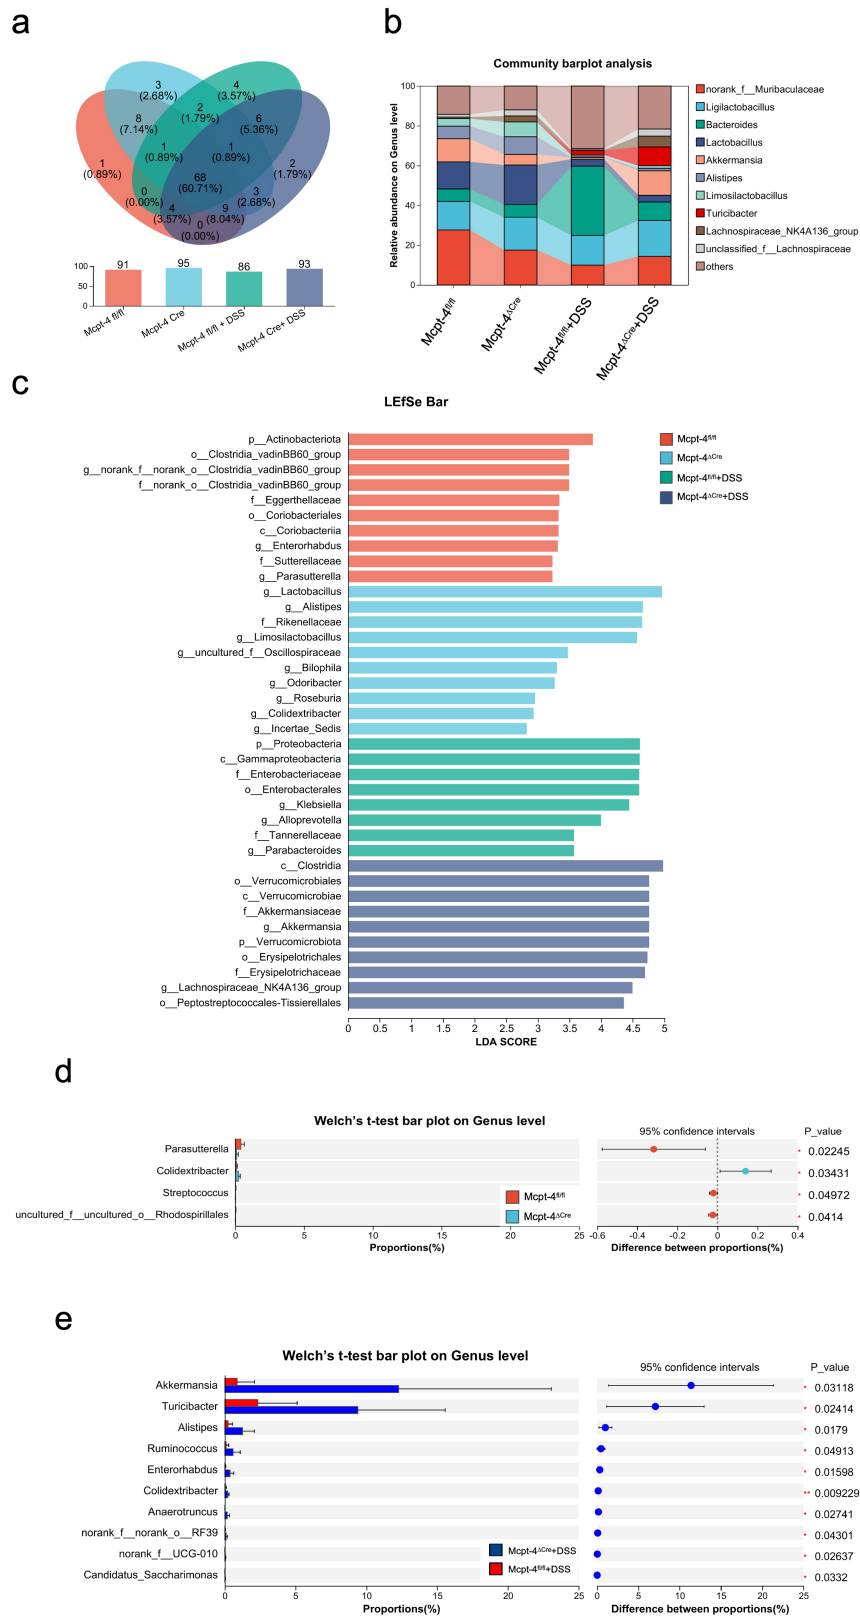 a
3
(2.68%)
4
(3.57%)
2
(1.79%)
8
(7.14%)
6
(5.36%)
1
(0.89%)
1
(0.89%)
1
(0.89%)
2
(1.79%)
68
(60.71%)
0
(0.00%)
3
(2.68%)
4
(3.57%)
9
(8.04%)
0
(0.00%)
100
50
0
91
95
86
93
Mcpt-4 fl/fl
Mcpt-4 Cre
Mcpt-4 fl/fl + DSS
Mcpt-4 Cre+ DSS
b
Community barplot analysis
Relative abundance on Genus level
100
80
60
40
20
0
Mcpt-4fl/fl
Mcpt-4ΔCre
Mcpt-4fl/fl+DSS
Mcpt-4ΔCre+DSS
norank_f__Muribaculaceae
Ligilactobacillus
Bacteroides
Lactobacillus
Akkermansia
Alistipes
Limosilactobacillus
Turicibacter
Lachnospiraceae_NK4A136_group
unclassified_f__Lachnospiraceae
others
c
LEfSe Bar
p__Actinobacteriota
o__Clostridia_vadinBB60_group
g__norank_f__norank_o__Clostridia_vadinBB60_group
f__norank_o__Clostridia_vadinBB60_group
f__Eggerthellaceae
o__Coriobacteriales
c__Coriobacteriia
g__Enterorhabdus
f__Sutterellaceae
g__Parasutterella
g__Lactobacillus
g__Alistipes
f__Rikenellaceae
g__Limosilactobacillus
g__uncultured_f__Oscillospiraceae
g__Bilophila
g__Odoribacter
g__Roseburia
g__Colidextribacter
g__Incertae_Sedis
p__Proteobacteria
c__Gammaproteobacteria
f__Enterobacteriaceae
o__Enterobacterales
g__Klebsiella
g__Alloprevotella
f__Tannerellaceae
g__Parabacteroides
c__Clostridia
o__Verrucomicrobiales
c__Verrucomicrobiae
f__Akkermansiaceae
g__Akkermansia
p__Verrucomicrobiota
o__Erysipelotrichales
f__Erysipelotrichaceae
g__Lachnospiraceae_NK4A136_group
o__Peptostreptococcales-Tissierellales
0 0.5 1 1.5 2 2.5 3 3.5 4 4.5 5
LDA SCORE
Mcpt-4fl/fl
Mcpt-4ΔCre
Mcpt-4fl/fl+DSS
Mcpt-4ΔCre+DSS
d
Welch's t-test bar plot on Genus level
95% confidence intervals
P_value
Parasutterella
* 0.02245
Colidextribacter
* 0.03431
Streptococcus
* 0.04972
uncultured_f__uncultured_o__Rhodospirillales
* 0.0414
Mcpt-4fl/fl
Mcpt-4ΔCre
0 5 10 15 20 25
Proportions(%)
-0.6 -0.4 -0.2 0 0.2 0.4
Difference between proportions(%)
e
Welch's t-test bar plot on Genus level
95% confidence intervals
P_value
Akkermansia
* 0.03118
Turicibacter
* 0.02414
Alistipes
* 0.0179
Ruminococcus
* 0.04913
Enterorhabdus
* 0.01598
Colidextribacter
** 0.009229
Anaerotruncus
* 0.02741
norank_f__norank_o__RF39
* 0.04301
norank_f__UCG-010
* 0.02637
Candidatus_Saccharimonas
* 0.0332
Mcpt-4ΔCre+DSS
Mcpt-4fl/fl+DSS
0 5 10 15 20 25
Proportions(%)
0 5 10 15 20 25
Difference between proportions(%)